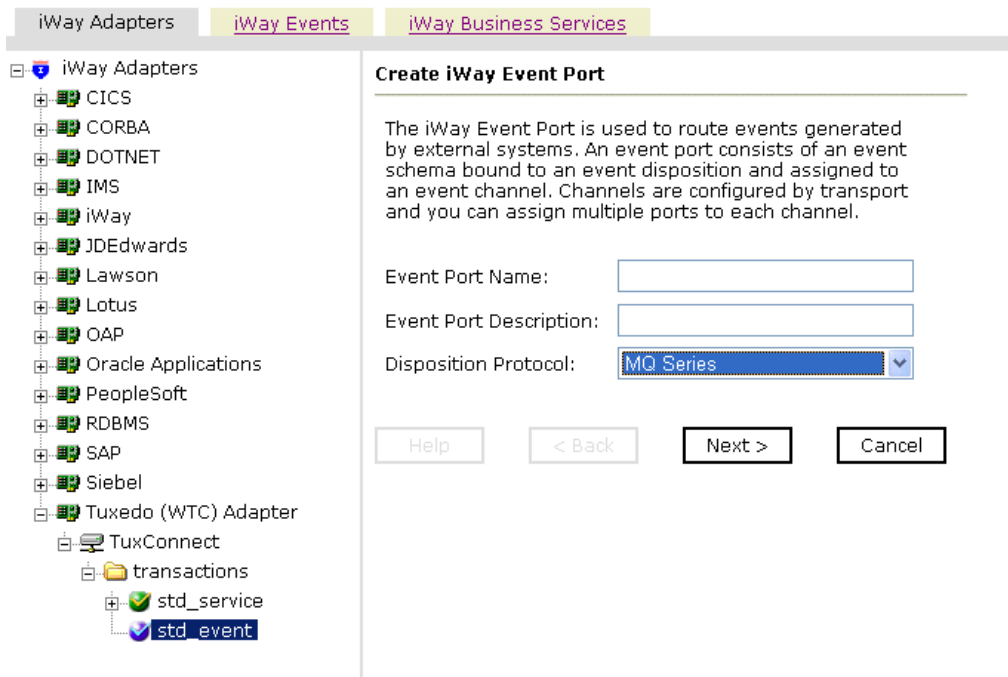 iWay Adapters
iWay Events
iWay Business Services
iWay Adapters
CICS
CORBA
DOTNET
IMS
iWay
JDEdwards
Lawson
Lotus
OAP
Oracle Applications
PeopleSoft
RDBMS
SAP
Siebel
Tuxedo (WTC) Adapter
TuxConnect
transactions
std_service
std_event
Create iWay Event Port
The iWay Event Port is used to route events generated
by external systems. An event port consists of an event
schema bound to an event disposition and assigned to
an event channel. Channels are configured by transport
and you can assign multiple ports to each channel.
Event Port Name:
Event Port Description:
Disposition Protocol:
MQ Series
Help
< Back
Next >
Cancel